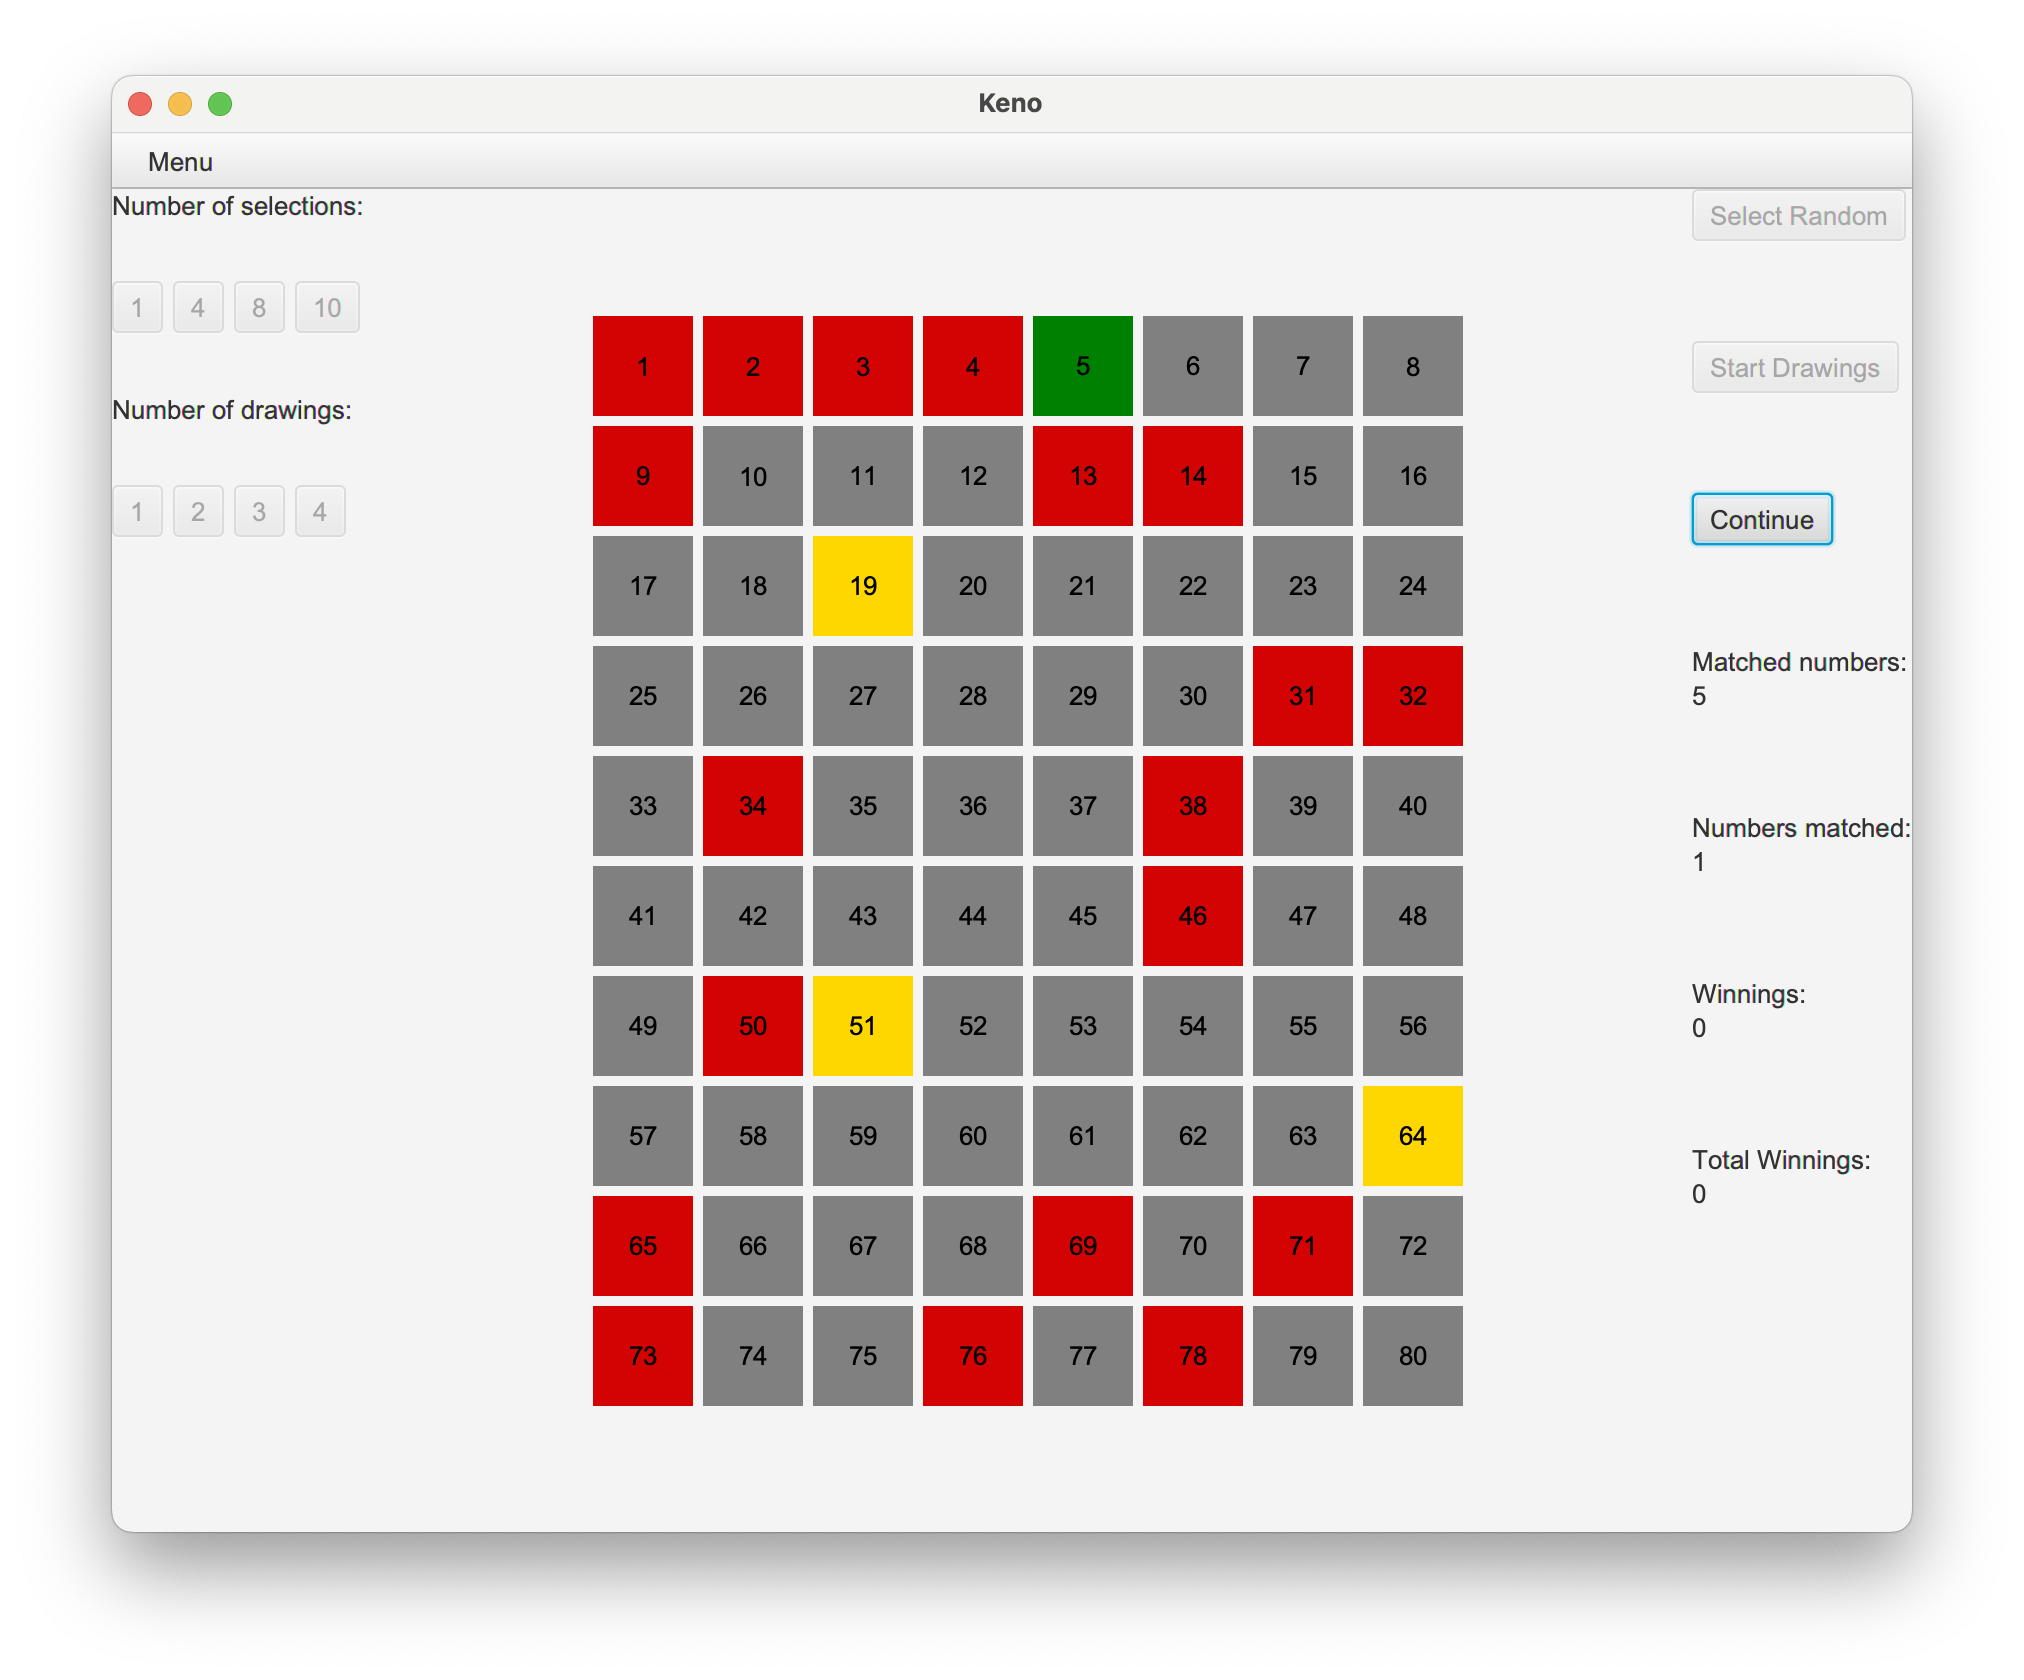 Keno
Menu
Number of selections:
1 4 8 10
Number of drawings:
1 2 3 4
1 2 3 4 5 6 7 8
9 10 11 12 13 14 15 16
17 18 19 20 21 22 23 24
25 26 27 28 29 30 31 32
33 34 35 36 37 38 39 40
41 42 43 44 45 46 47 48
49 50 51 52 53 54 55 56
57 58 59 60 61 62 63 64
65 66 67 68 69 70 71 72
73 74 75 76 77 78 79 80
Select Random
Start Drawings
Continue
Matched numbers:
5
Numbers matched:
1
Winnings:
0
Total Winnings:
0